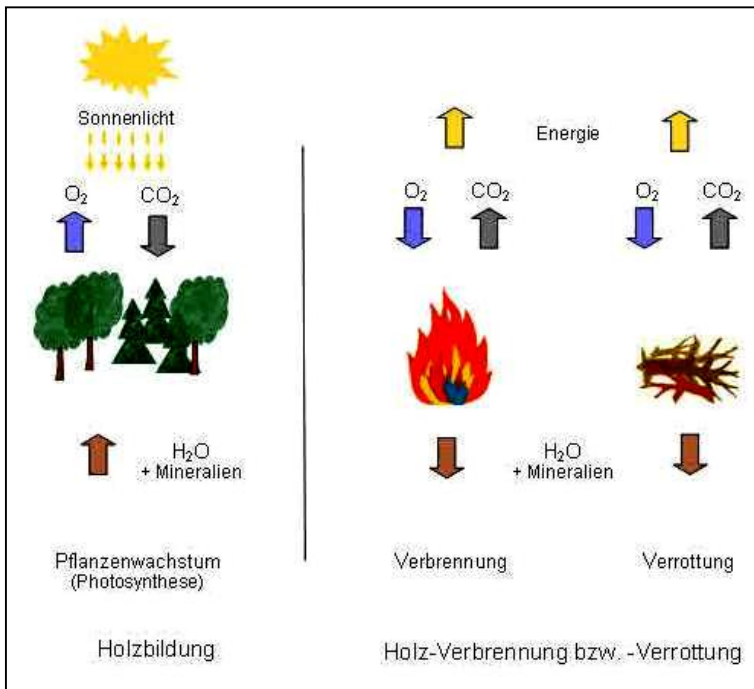 Sonnenlicht
O₂ CO₂
H₂O
+ Mineralien
Pflanzenwachstum
(Photosynthese)
Holzbildung
Energie
O₂ CO₂ O₂ CO₂
H₂O
+ Mineralien
Verbrennung Verrottung
Holz-Verbrennung bzw. -Verrottung